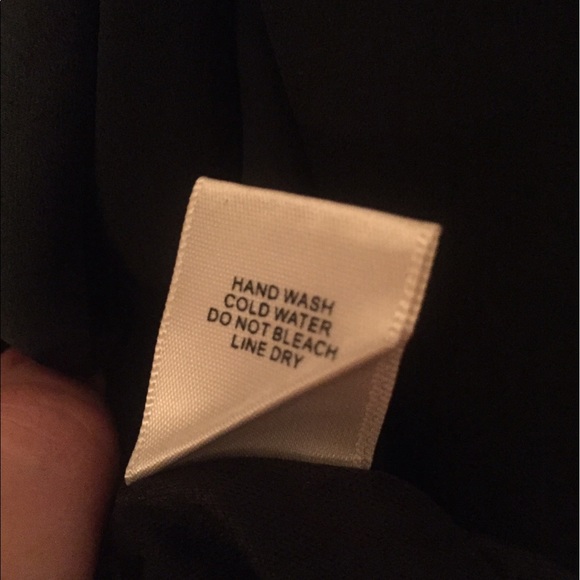 HAND WASH
COLD WATER
DO NOT BLEACH
LINE DRY